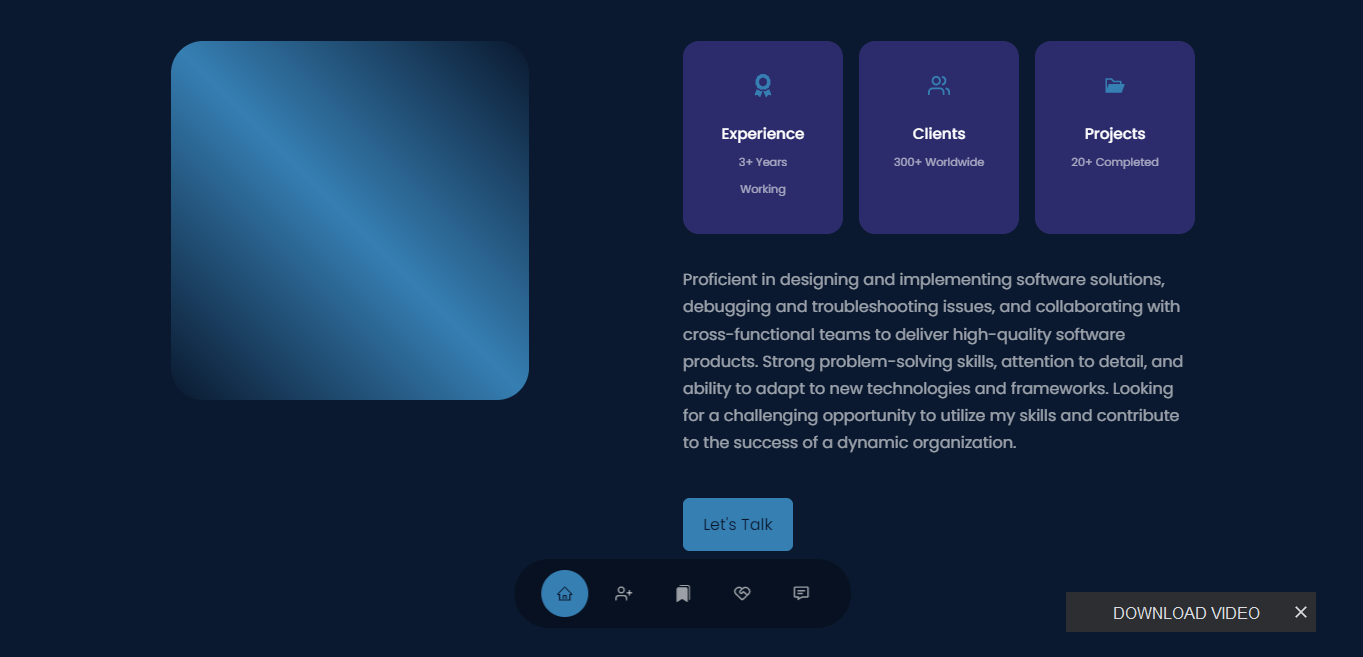 Experience
3+ Years
Working
Clients
300+ Worldwide
Projects
20+ Completed
Proficient in designing and implementing software solutions,
debugging and troubleshooting issues, and collaborating with
cross-functional teams to deliver high-quality software
products. Strong problem-solving skills, attention to detail, and
ability to adapt to new technologies and frameworks. Looking
for a challenging opportunity to utilize my skills and contribute
to the success of a dynamic organization.
Let's Talk
DOWNLOAD VIDEO